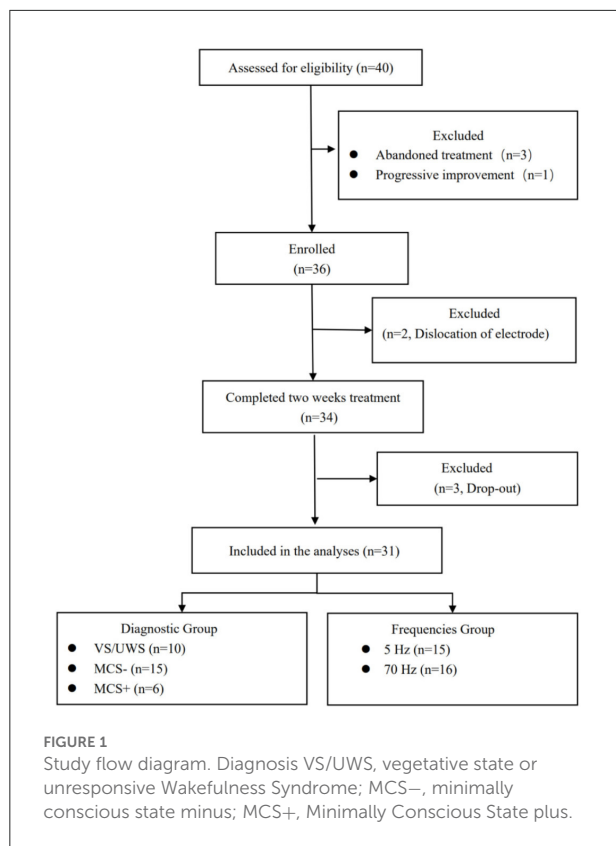 Assessed for eligibility (n=40)
Excluded
● Abandoned treatment（n=3）
● Progressive improvement（n=1）
Enrolled
(n=36)
Excluded
(n=2, Dislocation of electrode)
Completed two weeks treatment
(n=34)
Excluded
(n=3, Drop-out)
Included in the analyses (n=31)
Diagnostic Group
● VS/UWS (n=10)
● MCS- (n=15)
● MCS+ (n=6)
Frequencies Group
● 5 Hz (n=15)
● 70 Hz (n=16)
FIGURE 1
Study flow diagram. Diagnosis VS/UWS, vegetative state or
unresponsive Wakefulness Syndrome; MCS−, minimally
conscious state minus; MCS+, Minimally Conscious State plus.